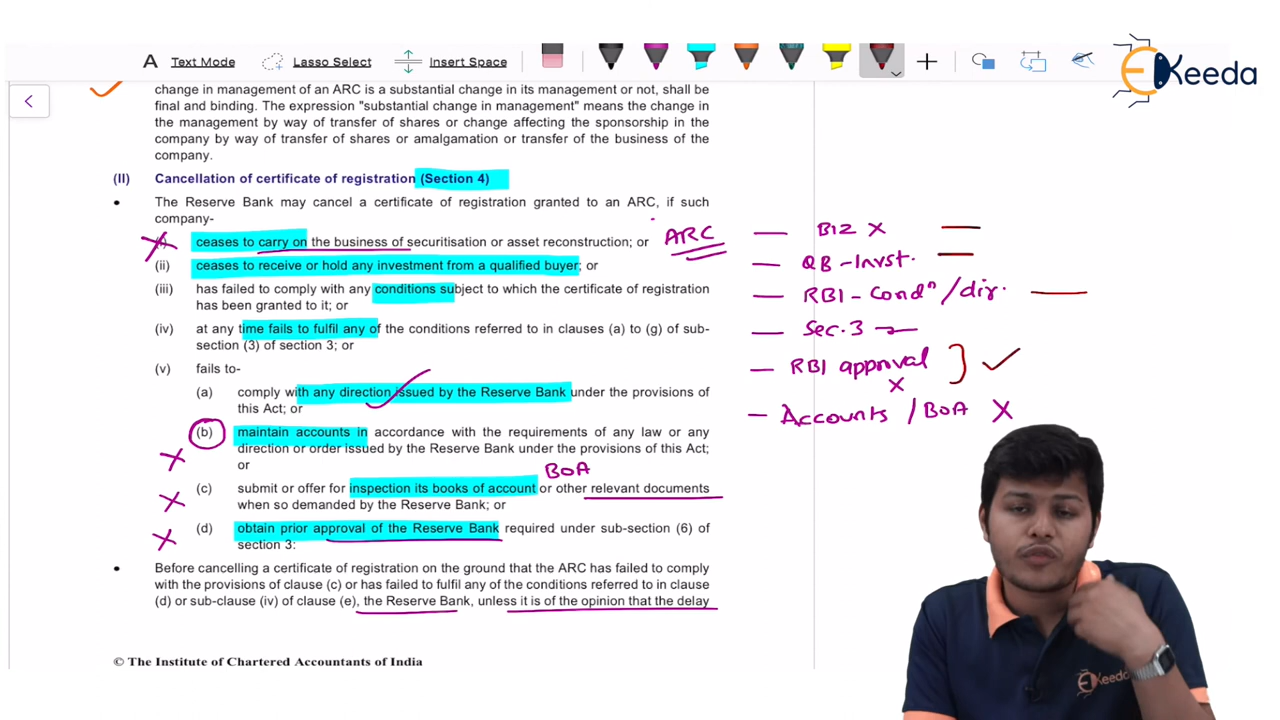 Text Mode
Lasso Select
Insert Space
Keeda
change in management of an ARC is a substantial change in its management or not, shall be
final and binding. The expression "substantial change in management" means the change in
the management by way of transfer of shares or change affecting the sponsorship in the
company by way of transfer of shares or amalgamation or transfer of the business of the
company.
(II) Cancellation of certificate of registration (Section 4)
• The Reserve Bank may cancel a certificate of registration granted to an ARC, if such
company-
(i) ceases to carry on the business of securitisation or asset reconstruction; or
(ii) ceases to receive or hold any investment from a qualified buyer; or
(iii) has failed to comply with any conditions subject to which the certificate of registration
has been granted to it; or
(iv) at any time fails to fulfil any of the conditions referred to in clauses (a) to (g) of sub-
section (3) of section 3; or
(v) fails to-
(a) comply with any direction issued by the Reserve Bank under the provisions of
this Act; or
(b) maintain accounts in accordance with the requirements of any law or any
direction or order issued by the Reserve Bank under the provisions of this Act;
or
BOA
(c) submit or offer for inspection its books of account or other relevant documents
when so demanded by the Reserve Bank; or
(d) obtain prior approval of the Reserve Bank required under sub-section (6) of
section 3:
• Before cancelling a certificate of registration on the ground that the ARC has failed to comply
with the provisions of clause (c) or has failed to fulfil any of the conditions referred to in clause
(d) or sub-clause (iv) of clause (e), the Reserve Bank, unless it is of the opinion that the delay
© The Institute of Chartered Accountants of India
ARC
— BIZ X
— QB-Invst.
— RBI - Condⁿ/dir.
— Sec. 3
— RBI approval
X
— Accounts / BOA X
Keeda